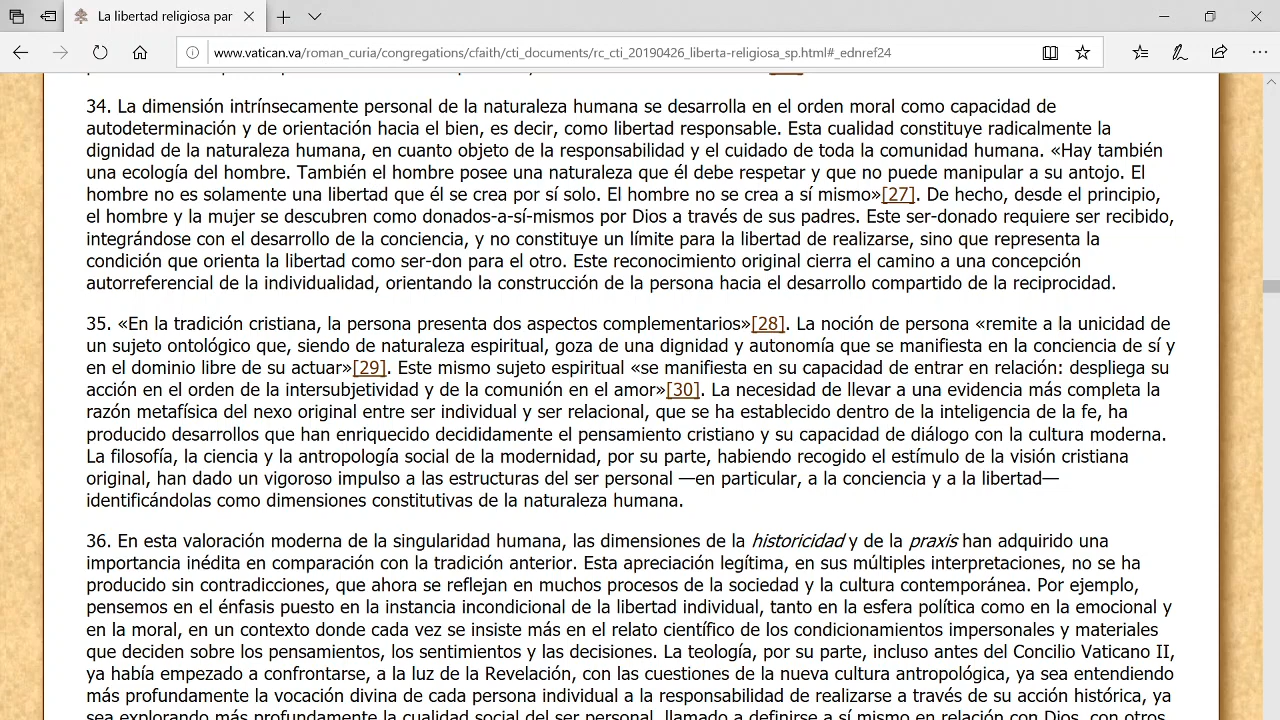 La libertad religiosa par
www.vatican.va/roman_curia/congregations/cfaith/cti_documents/rc_cti_20190426_liberta-religiosa_sp.html#_ednref24
34. La dimensión intrínsecamente personal de la naturaleza humana se desarrolla en el orden moral como capacidad de
autodeterminación y de orientación hacia el bien, es decir, como libertad responsable. Esta cualidad constituye radicalmente la
dignidad de la naturaleza humana, en cuanto objeto de la responsabilidad y el cuidado de toda la comunidad humana. «Hay también
una ecología del hombre. También el hombre posee una naturaleza que él debe respetar y que no puede manipular a su antojo. El
hombre no es solamente una libertad que él se crea por sí solo. El hombre no se crea a sí mismo»[27]. De hecho, desde el principio,
el hombre y la mujer se descubren como donados-a-sí-mismos por Dios a través de sus padres. Este ser-donado requiere ser recibido,
integrándose con el desarrollo de la conciencia, y no constituye un límite para la libertad de realizarse, sino que representa la
condición que orienta la libertad como ser-don para el otro. Este reconocimiento original cierra el camino a una concepción
autorreferencial de la individualidad, orientando la construcción de la persona hacia el desarrollo compartido de la reciprocidad.
35. «En la tradición cristiana, la persona presenta dos aspectos complementarios»[28]. La noción de persona «remite a la unicidad de
un sujeto ontológico que, siendo de naturaleza espiritual, goza de una dignidad y autonomía que se manifiesta en la conciencia de sí y
en el dominio libre de su actuar»[29]. Este mismo sujeto espiritual «se manifiesta en su capacidad de entrar en relación: despliega su
acción en el orden de la intersubjetividad y de la comunión en el amor»[30]. La necesidad de llevar a una evidencia más completa la
razón metafísica del nexo original entre ser individual y ser relacional, que se ha establecido dentro de la inteligencia de la fe, ha
producido desarrollos que han enriquecido decididamente el pensamiento cristiano y su capacidad de diálogo con la cultura moderna.
La filosofía, la ciencia y la antropología social de la modernidad, por su parte, habiendo recogido el estímulo de la visión cristiana
original, han dado un vigoroso impulso a las estructuras del ser personal —en particular, a la conciencia y a la libertad—
identificándolas como dimensiones constitutivas de la naturaleza humana.
36. En esta valoración moderna de la singularidad humana, las dimensiones de la historicidad y de la praxis han adquirido una
importancia inédita en comparación con la tradición anterior. Esta apreciación legítima, en sus múltiples interpretaciones, no se ha
producido sin contradicciones, que ahora se reflejan en muchos procesos de la sociedad y la cultura contemporánea. Por ejemplo,
pensemos en el énfasis puesto en la instancia incondicional de la libertad individual, tanto en la esfera política como en la emocional y
en la moral, en un contexto donde cada vez se insiste más en el relato científico de los condicionamientos impersonales y materiales
que deciden sobre los pensamientos, los sentimientos y las decisiones. La teología, por su parte, incluso antes del Concilio Vaticano II,
ya había empezado a confrontarse, a la luz de la Revelación, con las cuestiones de la nueva cultura antropológica, ya sea entendiendo
más profundamente la vocación divina de cada persona individual a la responsabilidad de realizarse a través de su acción histórica, ya
sea explorando más profundamente la cualidad social del ser personal, llamado a definirse a sí mismo en relación con Dios, con otros